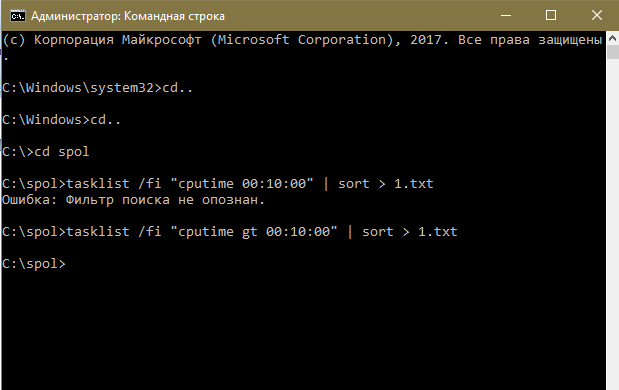 C:\. Администратор: Командная строка
(c) Корпорация Майкрософт (Microsoft Corporation), 2017. Все права защищены
.
C:\Windows\system32>cd..
C:\Windows>cd..
C:\>cd spol
C:\spol>tasklist /fi "cputime 00:10:00" | sort > 1.txt
Ошибка: Фильтр поиска не опознан.
C:\spol>tasklist /fi "cputime gt 00:10:00" | sort > 1.txt
C:\spol>